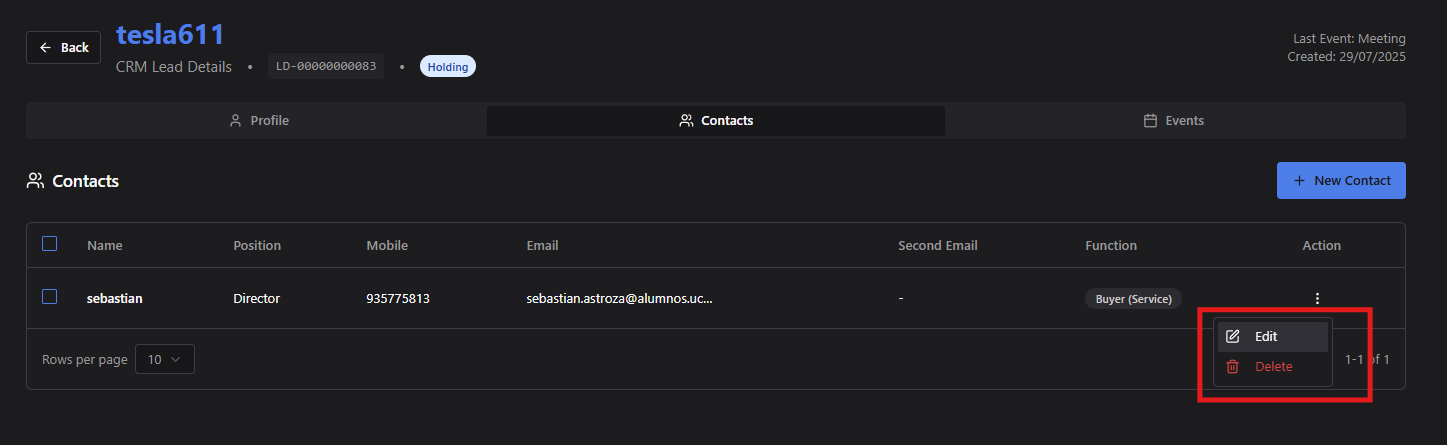 Back
tesla611
CRM Lead Details • LD-00000000083 • Holding
Last Event: Meeting
Created: 29/07/2025
Profile
Contacts
Events
Contacts
New Contact
Name Position Mobile Email Second Email Function Action
sebastian Director 935775813 sebastian.astroza@alumnos.uc... - Buyer (Service)
Edit
Delete
Rows per page 10
1-1 of 1